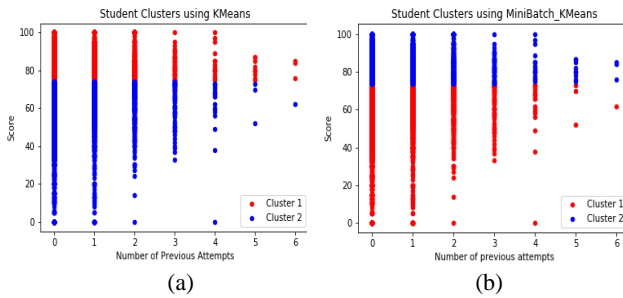 Student Clusters using KMeans
100
80
60
40
20
0
Score
Cluster 1
Cluster 2
0 1 2 3 4 5 6
Number of Previous Attempts
(a)
Student Clusters using MiniBatch_KMeans
100
80
60
40
20
0
Score
Cluster 1
Cluster 2
0 1 2 3 4 5 6
Number of previous attempts
(b)